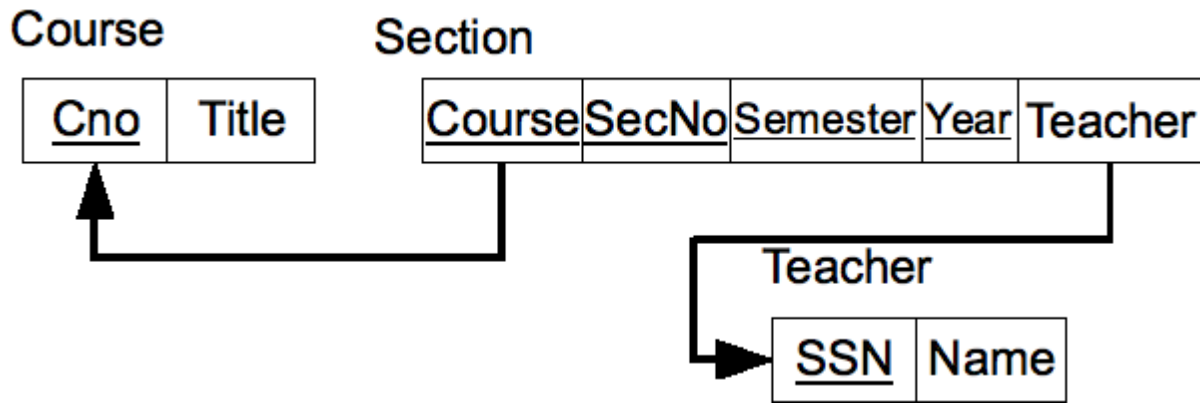 Course
Section
Cno Title
Course SecNo Semester Year Teacher
Teacher
SSN Name